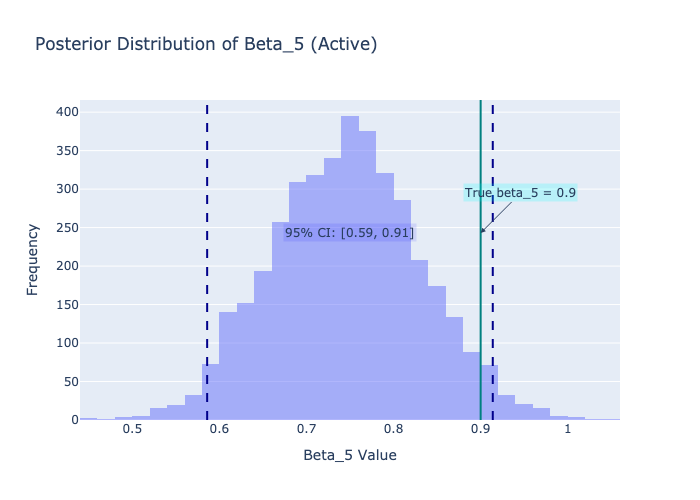 Posterior Distribution of Beta_5 (Active)
400
350
300
250
200
150
100
50
0
Frequency
True beta_5 = 0.9
95% CI: [0.59, 0.91]
0.5 0.6 0.7 0.8 0.9 1
Beta_5 Value